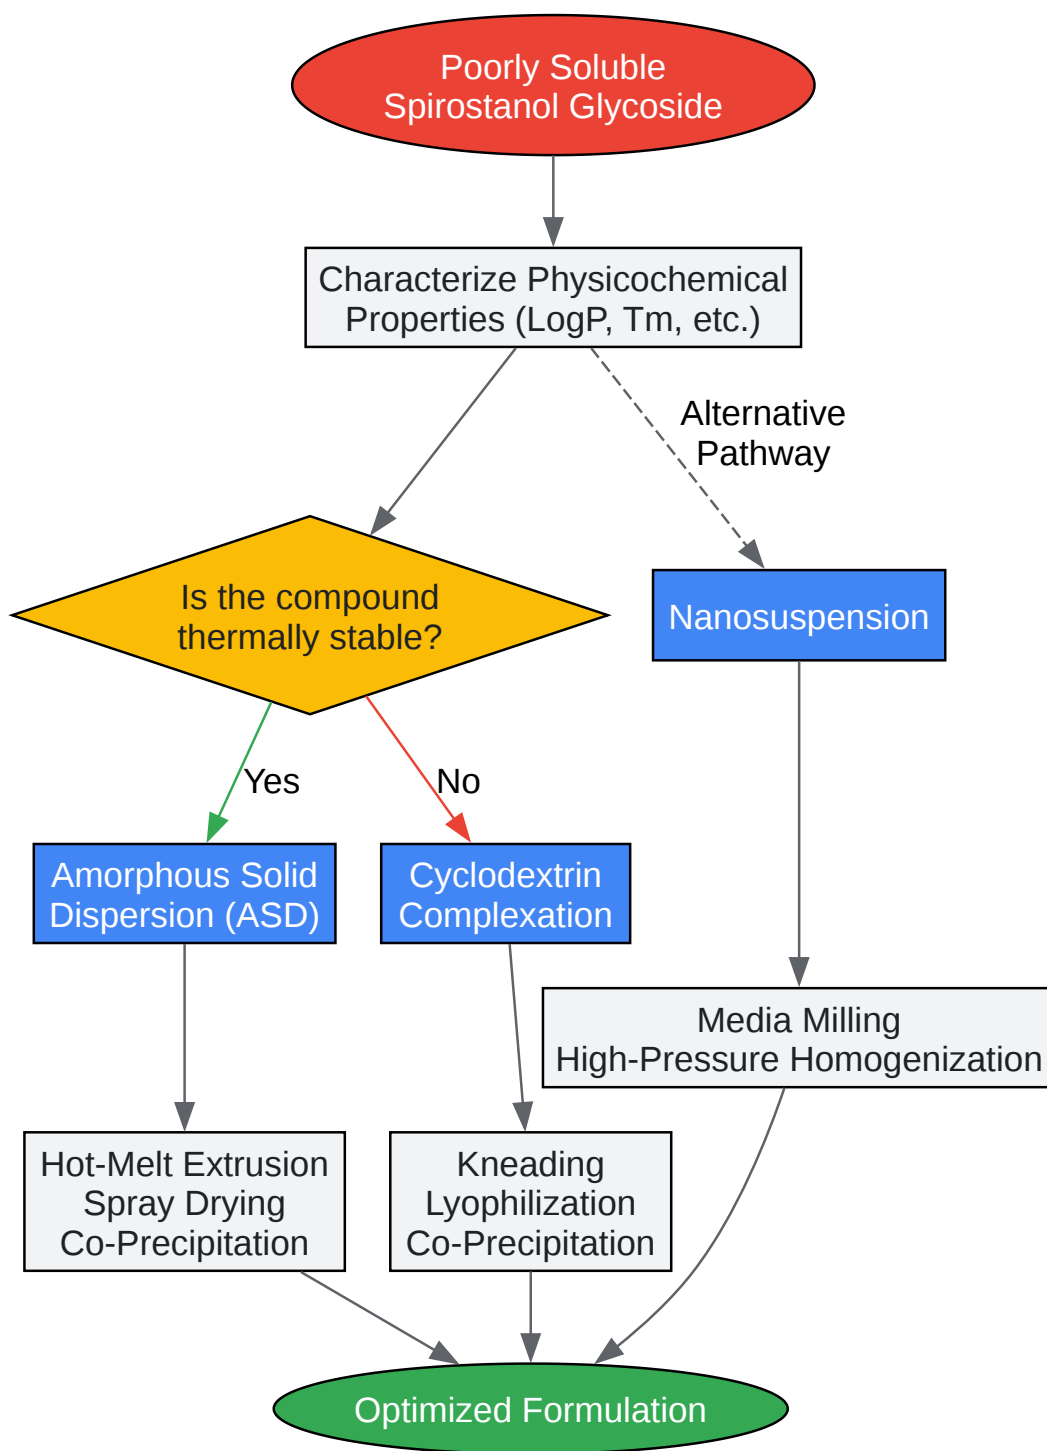 Poorly Soluble
Spirostanol Glycoside
Characterize Physicochemical
Properties (LogP, Tm, etc.)
Alternative
Pathway
Is the compound
thermally stable?
Nanosuspension
Yes
No
Amorphous Solid
Dispersion (ASD)
Cyclodextrin
Complexation
Media Milling
High-Pressure Homogenization
Hot-Melt Extrusion
Spray Drying
Co-Precipitation
Kneading
Lyophilization
Co-Precipitation
Optimized Formulation